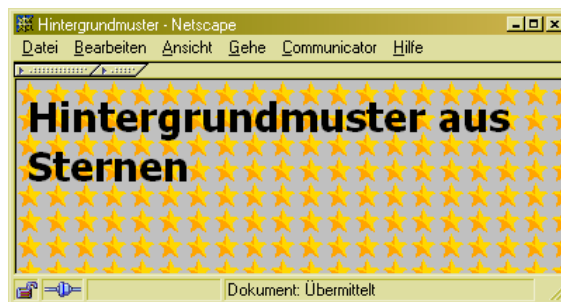 Hintergrundmuster - Netscape
Datei Bearbeiten Ansicht Gehe Communicator Hilfe
Hintergrundmuster aus
Sternen
Dokument: Übermittelt